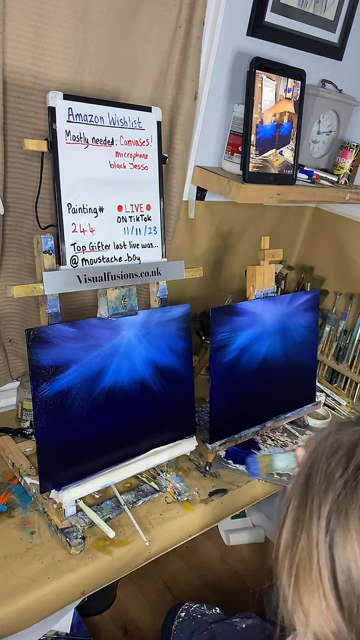 Amazon Wishlist
Mostly needed: Canvases!
microphone
black Gesso
Painting#
244
LIVE
ON TikTok
11/11/23
Top Gifter last live was...
@moustache_boy
Visualfusions.co.uk